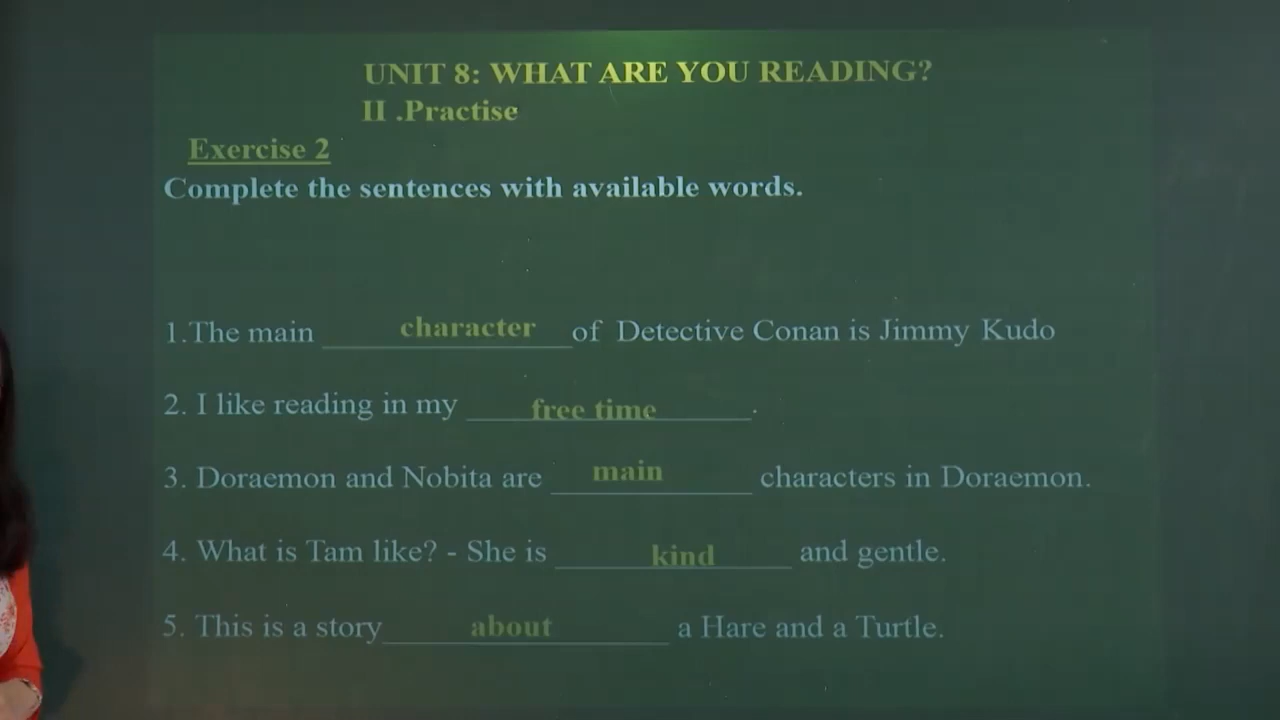 UNIT 8: WHAT ARE YOU READING?
II .Practise
Exercise 2
Complete the sentences with available words.
1.The main character of Detective Conan is Jimmy Kudo
2. I like reading in my free time.
3. Doraemon and Nobita are main characters in Doraemon.
4. What is Tam like? - She is kind and gentle.
5. This is a story about a Hare and a Turtle.